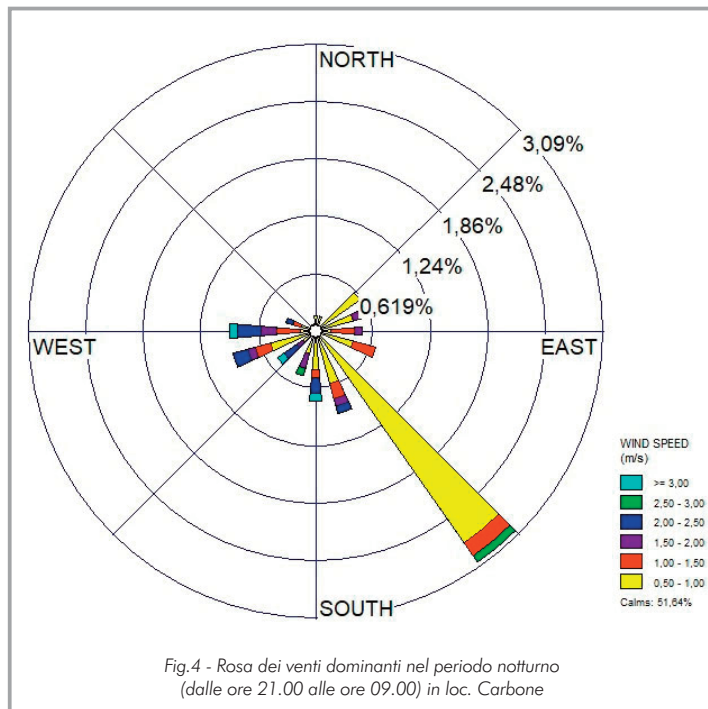 NORTH
3,09%
2,48%
1,86%
1,24%
0,619%
WEST
EAST
SOUTH
WIND SPEED
(m/s)
>= 3,00
2,50 - 3,00
2,00 - 2,50
1,50 - 2,00
1,00 - 1,50
0,50 - 1,00
Calms: 51,64%
Fig.4 - Rosa dei venti dominanti nel periodo notturno
(dalle ore 21.00 alle ore 09.00) in loc. Carbone